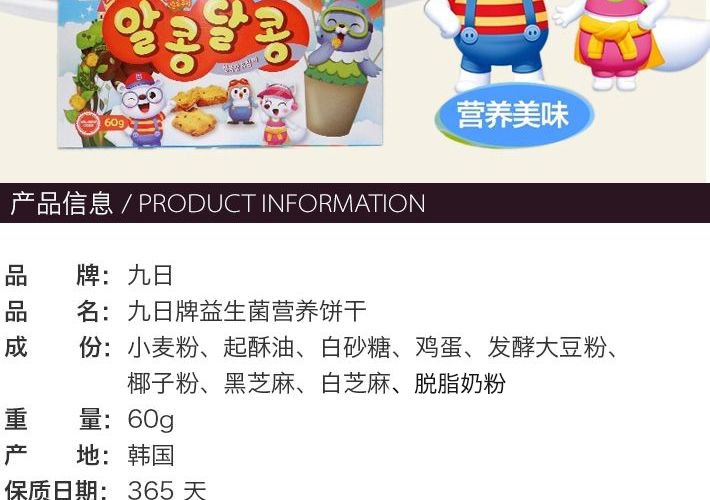 알콩달콩
60g
营养美味
产品信息 / PRODUCT INFORMATION
品 牌：九日
品 名：九日牌益生菌营养饼干
成 份：小麦粉、起酥油、白砂糖、鸡蛋、发酵大豆粉、
椰子粉、黑芝麻、白芝麻、脱脂奶粉
重 量：60g
产 地：韩国
保质日期：365 天